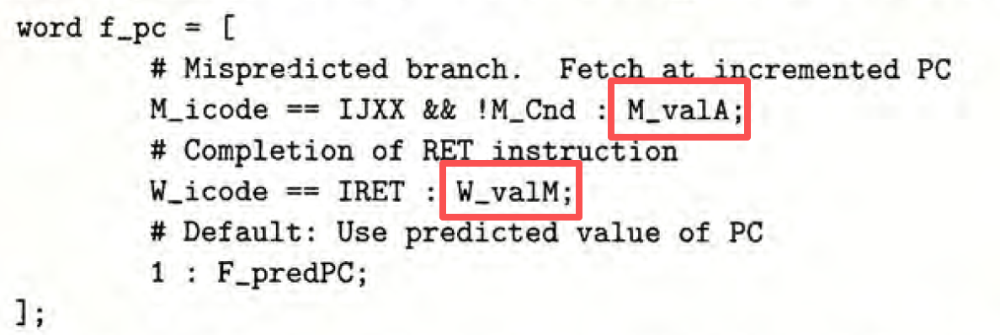 word f_pc = [
# Mispredicted branch. Fetch at incremented PC
M_icode == IJXX && !M_Cnd : M_valA;
# Completion of RET instruction
W_icode == IRET : W_valM;
# Default: Use predicted value of PC
1 : F_predPC;
];